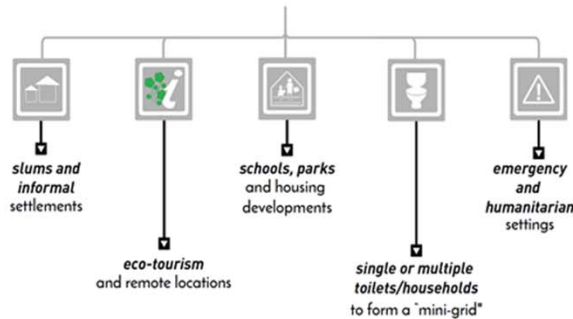 slums and
informal
settlements
eco-tourism
and remote locations
schools, parks
and housing
developments
single or multiple
toilets/households
to form a "mini-grid"
emergency
and
humanitarian
settings